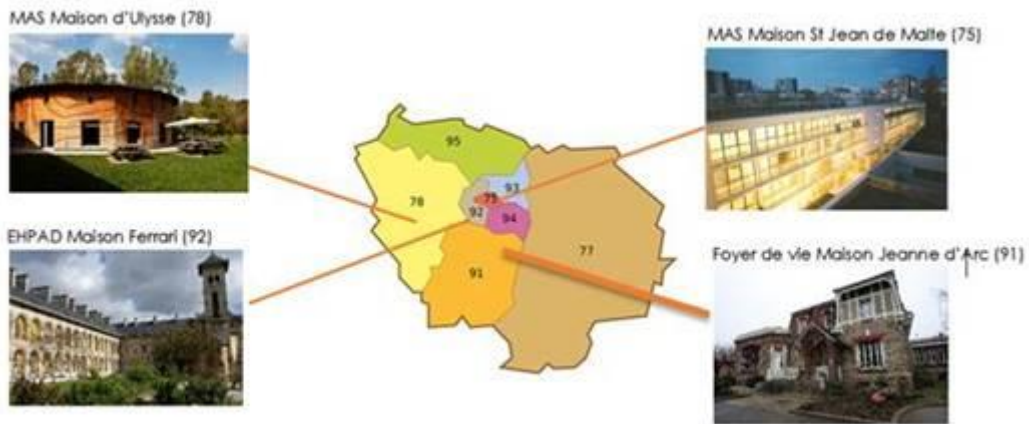 MAS Maison d'Ulysse (78)
MAS Maison St Jean de Malte (75)
95
93
75
78
92
94
77
EHPAD Maison Ferrari (92)
Foyer de vie Maison Jeanne d'Arc (91)
91